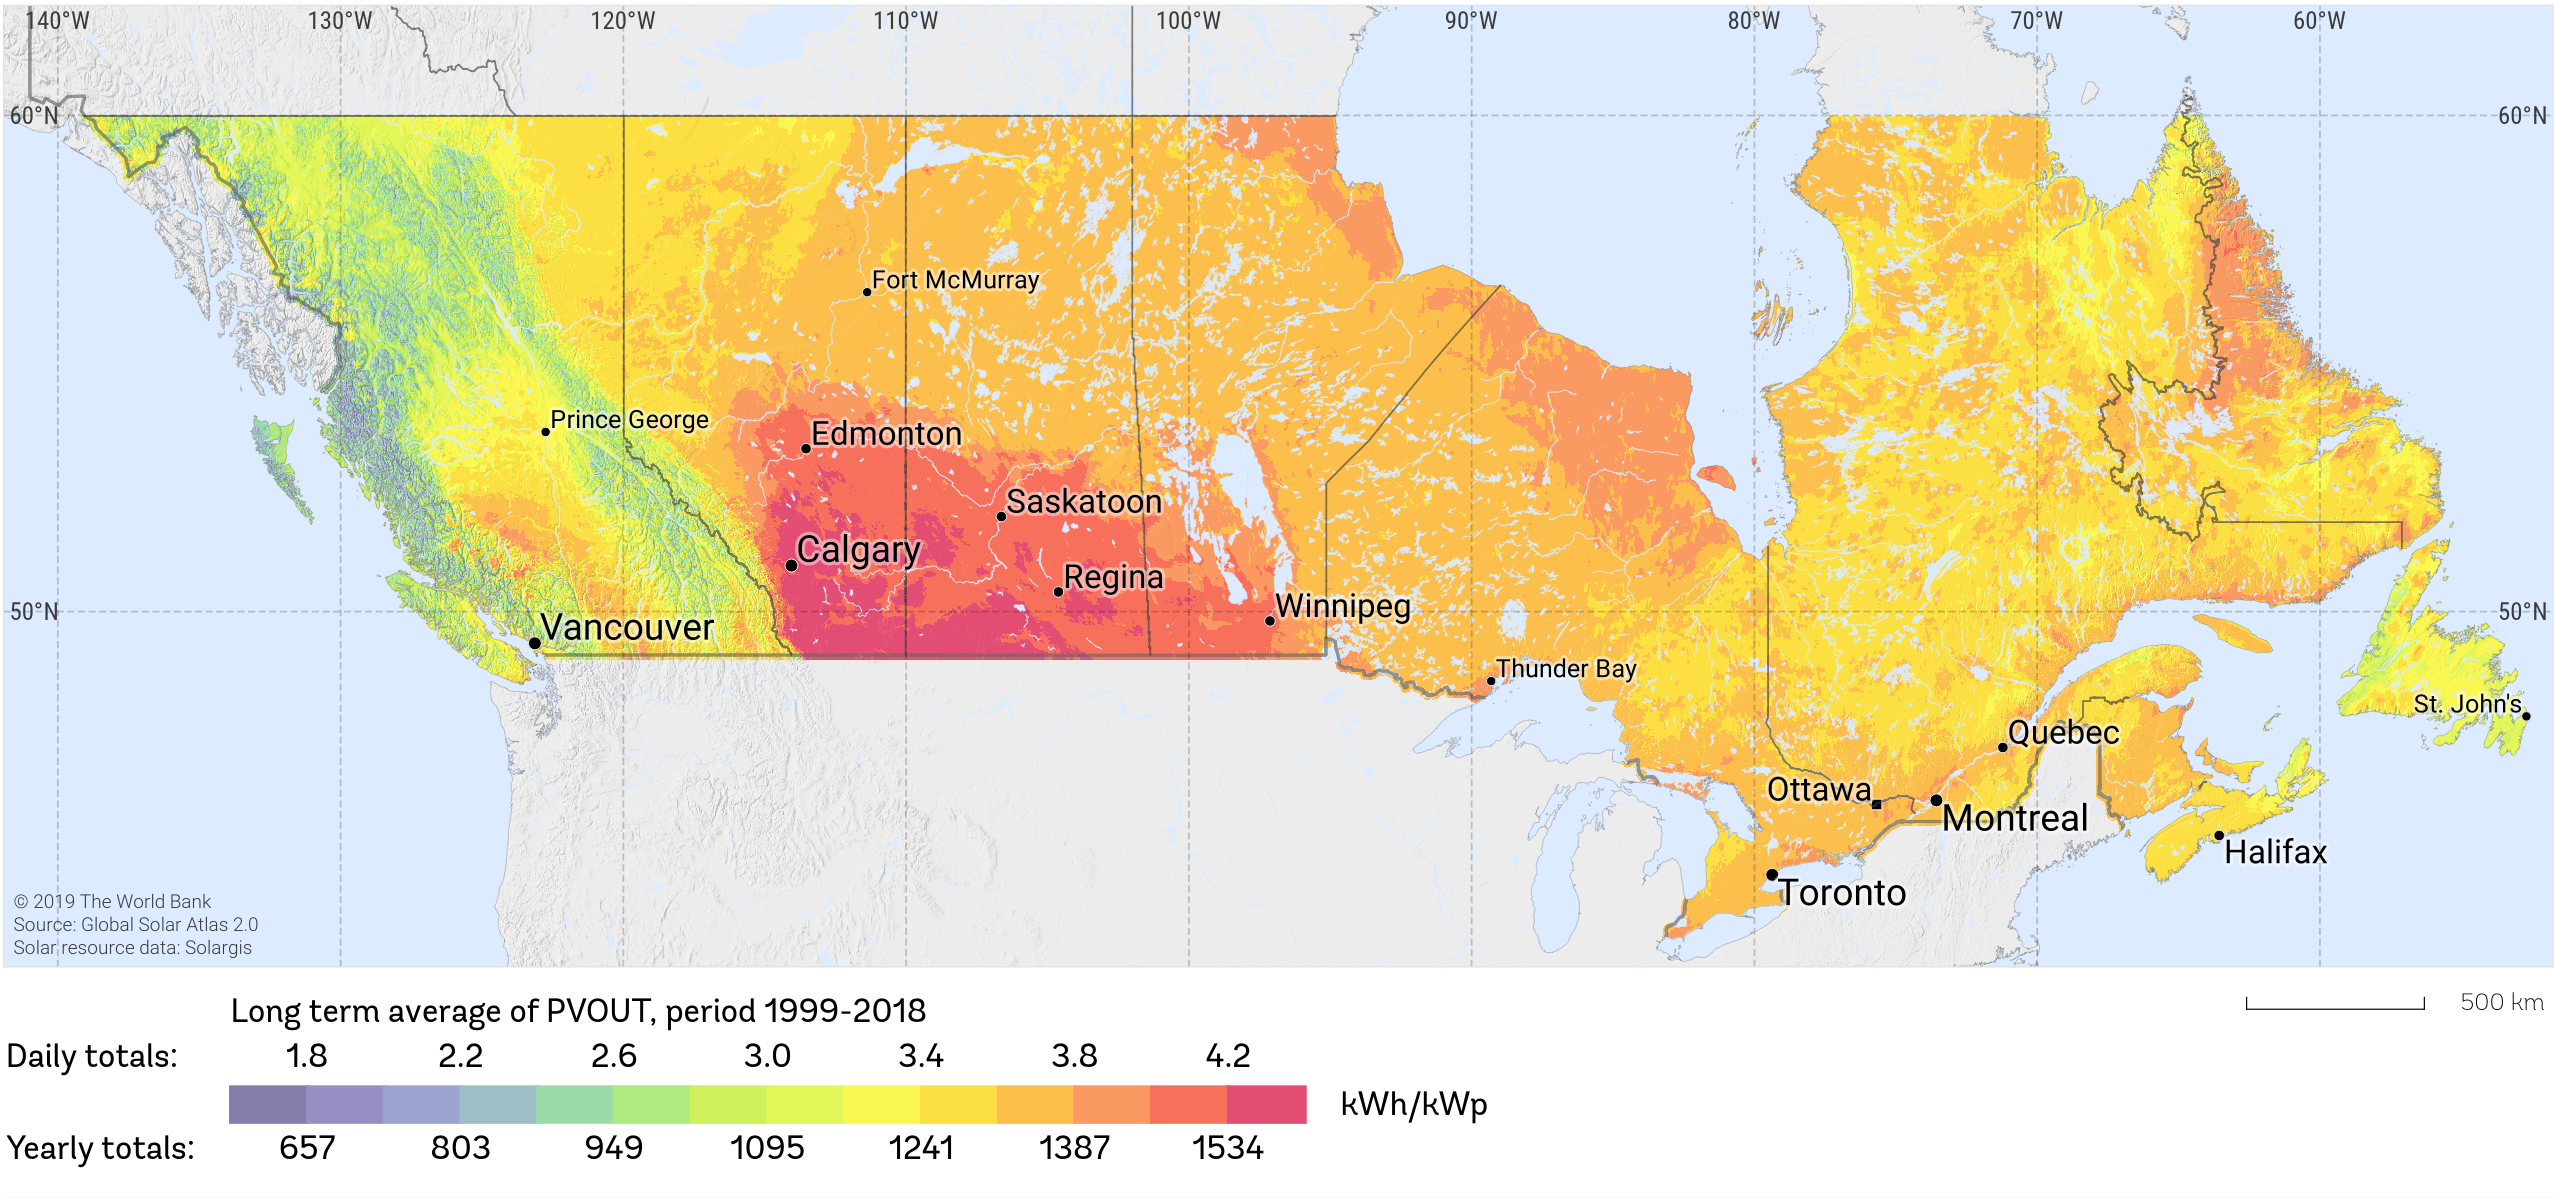 140°W 130°W 120°W 110°W 100°W 90°W 80°W 70°W 60°W
60°N 60°N
Fort McMurray
Prince George
Edmonton
Saskatoon
Calgary
Regina
50°N 50°N
Winnipeg
Vancouver
Thunder Bay
St. John's
Quebec
Ottawa
Montreal
Halifax
Toronto
© 2019 The World Bank
Source: Global Solar Atlas 2.0
Solar resource data: Solargis
Long term average of PVOUT, period 1999-2018
500 km
Daily totals: 1.8 2.2 2.6 3.0 3.4 3.8 4.2
kWh/kWp
Yearly totals: 657 803 949 1095 1241 1387 1534